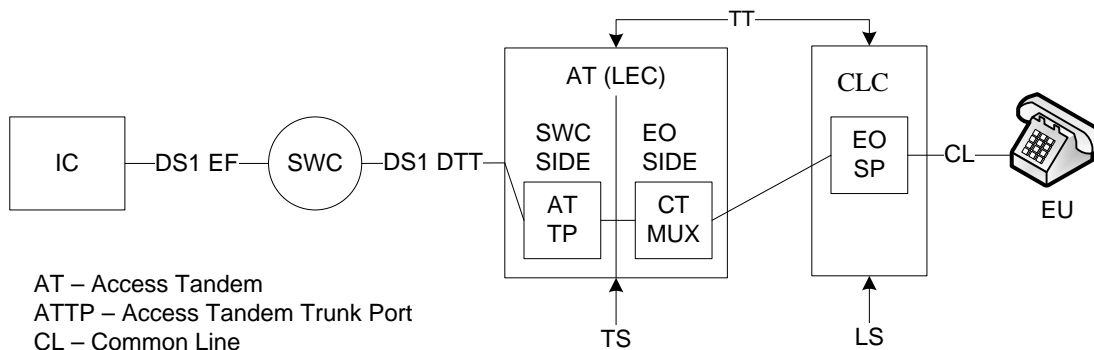 TT
AT (LEC)
CLC
SWC SIDE
EO SIDE
IC
DS1 EF
SWC
DS1 DTT
AT TP
CT MUX
EO SP
CL
EU
AT – Access Tandem
ATTP – Access Tandem Trunk Port
CL – Common Line
TS
LS